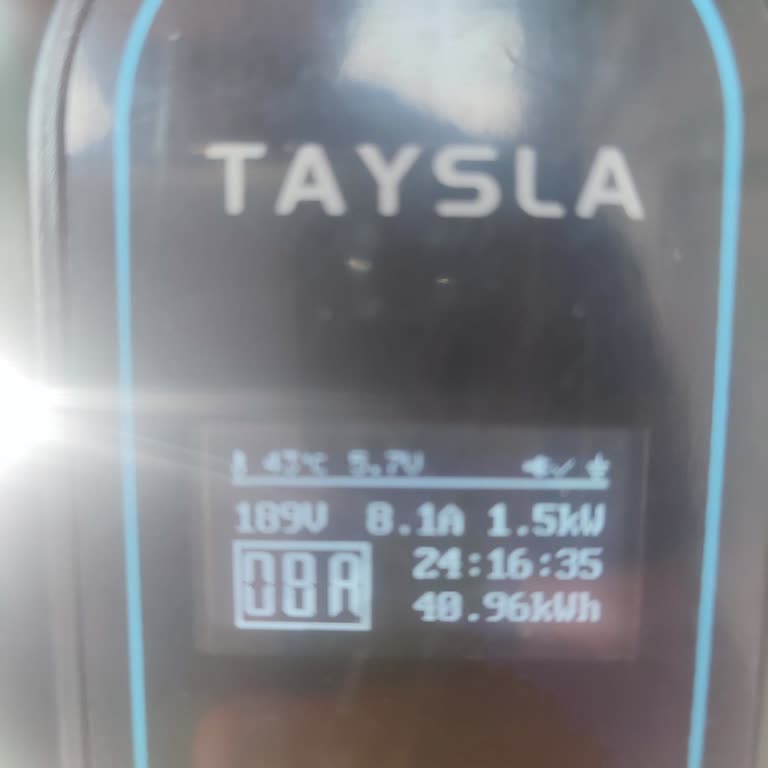 TAYSLA
43℃ 5.7V
189V 8.1A 1.5kW
08A
24:16:35
40.96kWh